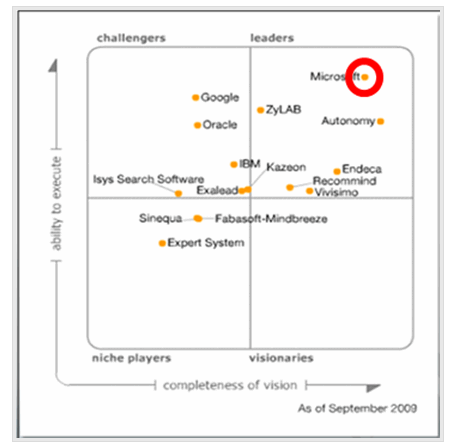 challengers
leaders
Microsoft
Google
ZyLAB
Oracle
Autonomy
IBM
Kazeon
Endeca
Isys Search Software
Recommind
Exalead
Vivisimo
Sinequa
Fabasoft-Mindbreeze
Expert System
ability to execute
niche players
visionaries
completeness of vision
As of September 2009